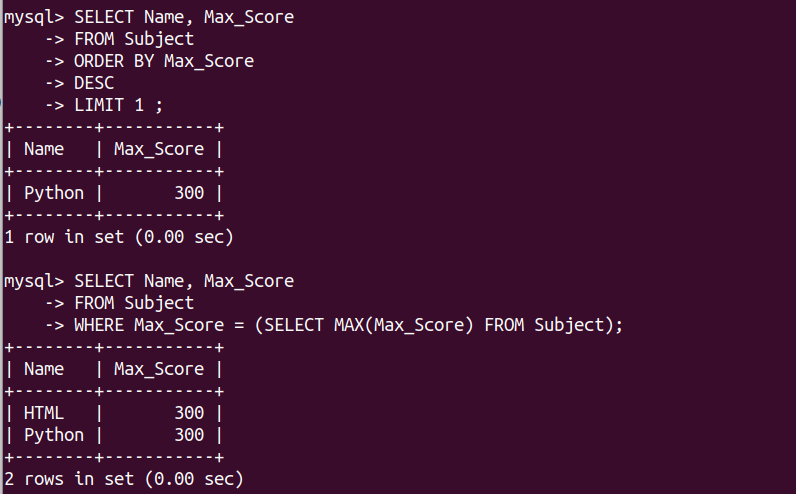 mysql> SELECT Name, Max_Score
    -> FROM Subject
    -> ORDER BY Max_Score
    -> DESC
    -> LIMIT 1 ;
+--------+-----------+
| Name   | Max_Score |
+--------+-----------+
| Python |       300 |
+--------+-----------+
1 row in set (0.00 sec)

mysql> SELECT Name, Max_Score
    -> FROM Subject
    -> WHERE Max_Score = (SELECT MAX(Max_Score) FROM Subject);
+--------+-----------+
| Name   | Max_Score |
+--------+-----------+
| HTML   |       300 |
| Python |       300 |
+--------+-----------+
2 rows in set (0.00 sec)